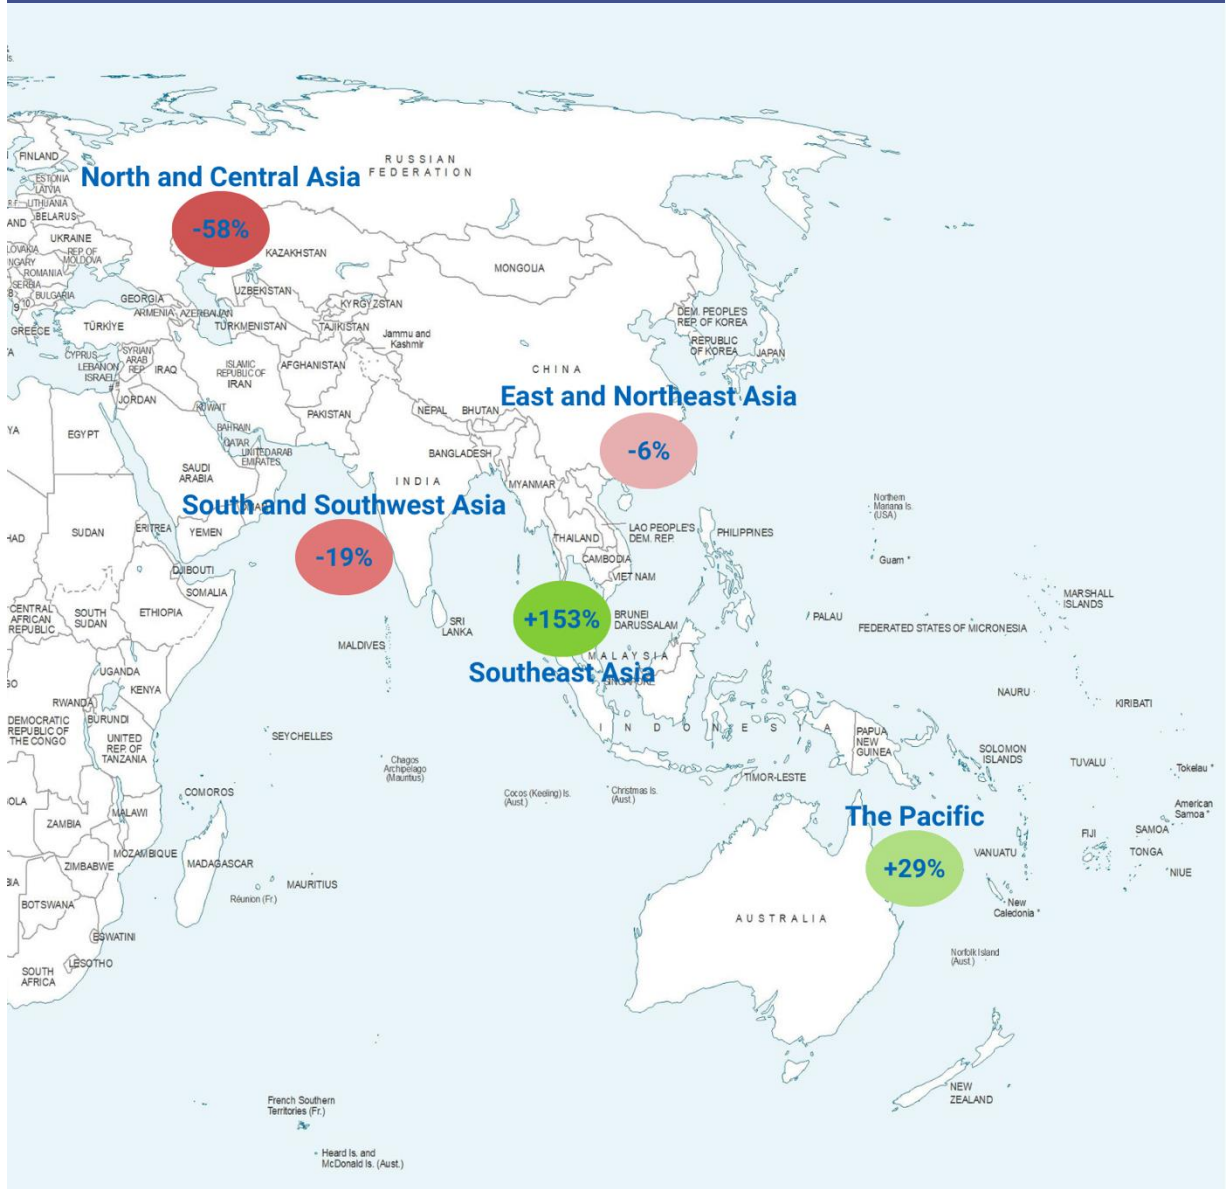 Is.
FINLAND
RUSSIAN
FEDERATION
North and Central Asia
ESTONIA
LATVIA
LITHUANIA
BELARUS
-58%
UKRAINE
REP. OF
MOLDOVA
KAZAKHSTAN
MONGOLIA
ROMANIA
SERBIA
BULGARIA
9
10
UZBEKISTAN
GEORGIA
KYRGYZSTAN
ARMENIA
AZERBAIJAN
GREECE
TÜRKİYE
TURKMENISTAN
TAJIKISTAN
DEM. PEOPLE'S
REP. OF KOREA
REPUBLIC
OF KOREA
JAPAN
Jammu and
Kashmir
CYPRUS
LEBANON
ISRAEL
SYRIAN
ARAB
REP.
IRAQ
ISLAMIC
REPUBLIC OF
IRAN
AFGHANISTAN
CHINA
JORDAN
KUWAIT
PAKISTAN
NEPAL
BHUTAN
East and Northeast Asia
EGYPT
BAHRAIN
QATAR
UNITED ARAB
EMIRATES
BANGLADESH
-6%
SAUDI
ARABIA
INDIA
MYANMAR
South and Southwest Asia
Northern
Mariana Is.
(USA)
SUDAN
ERITREA
YEMEN
LAO PEOPLE'S
DEM. REP.
PHILIPPINES
THAILAND
-19%
CAMBODIA
Guam *
DJIBOUTI
VIET NAM
SOMALIA
CENTRAL
AFRICAN
REPUBLIC
SOUTH
SUDAN
ETHIOPIA
SRI
LANKA
+153%
BRUNEI
DARUSSALAM
PALAU
MARSHALL
ISLANDS
FEDERATED STATES OF MICRONESIA
MALDIVES
MALAYSIA
Southeast Asia
SINGAPORE
UGANDA
KENYA
RWANDA
NAURU
KIRIBATI
DEMOCRATIC
REPUBLIC OF
THE CONGO
BURUNDI
UNITED
REP. OF
TANZANIA
SEYCHELLES
INDONESIA
PAPUA
NEW
GUINEA
SOLOMON
ISLANDS
TUVALU
Tokelau *
Chagos
Archipelago
(Mauritius)
TIMOR-LESTE
COMOROS
Cocos (Keeling) Is.
(Aust.)
Christmas Is.
(Aust.)
American
Samoa *
MALAWI
ZAMBIA
The Pacific
FIJI
SAMOA
MOZAMBIQUE
ZIMBABWE
MADAGASCAR
VANUATU
TONGA
+29%
NIUE
MAURITIUS
Réunion (Fr.)
BOTSWANA
New
Caledonia *
AUSTRALIA
ESWATINI
LESOTHO
SOUTH
AFRICA
Norfolk Island
(Aust.)
NEW
ZEALAND
French Southern
Territories (Fr.)
Heard Is. and
McDonald Is. (Aust.)